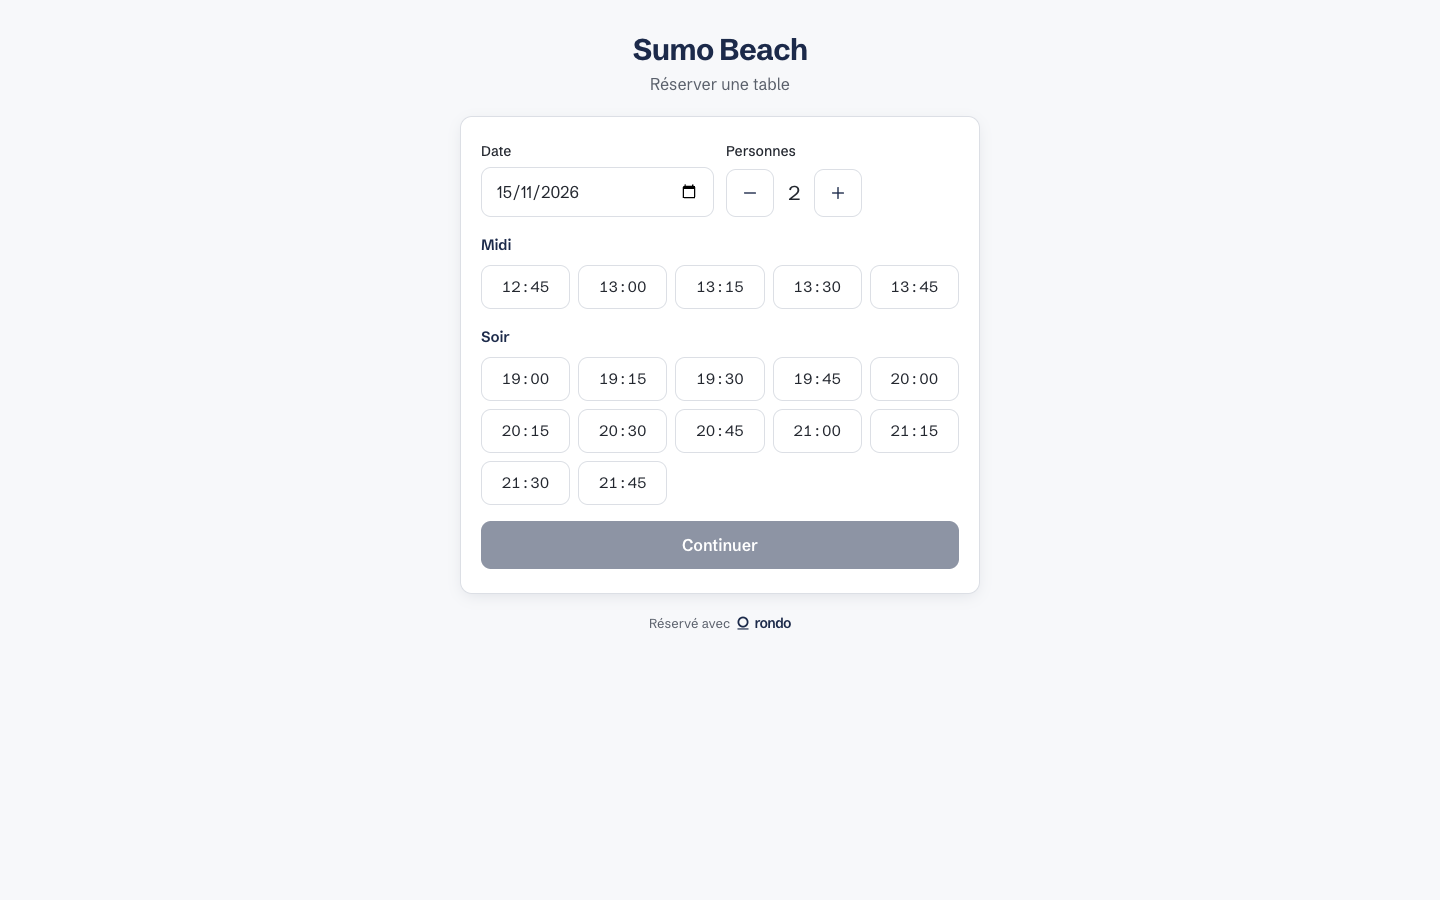 Sumo Beach
Réserver une table
Date
Personnes
15/11/2026
2
Midi
12:45 13:00 13:15 13:30 13:45
Soir
19:00 19:15 19:30 19:45 20:00
20:15 20:30 20:45 21:00 21:15
21:30 21:45
Continuer
Réservé avec rondo